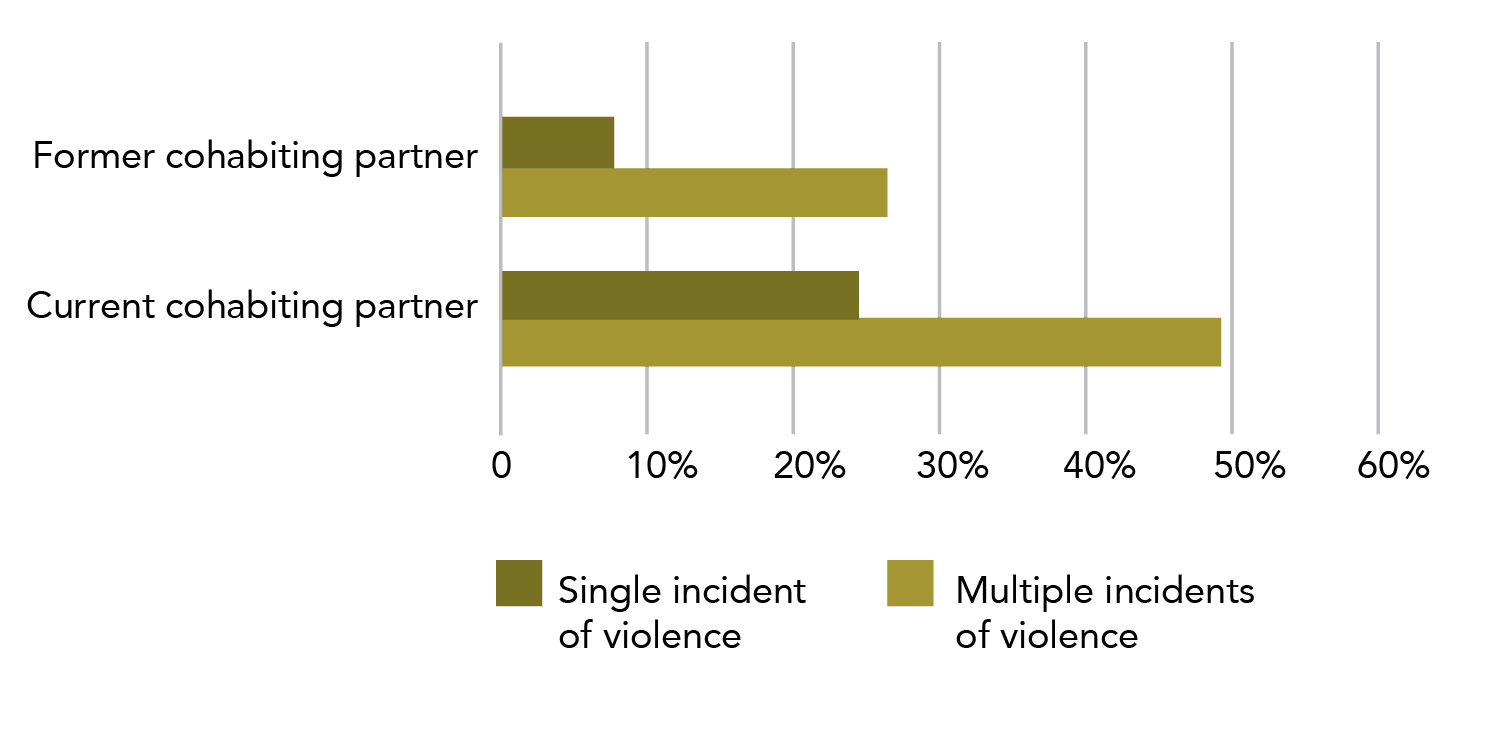 Former cohabiting partner
Current cohabiting partner
0 10% 20% 30% 40% 50% 60%
Single incident
of violence
Multiple incidents
of violence